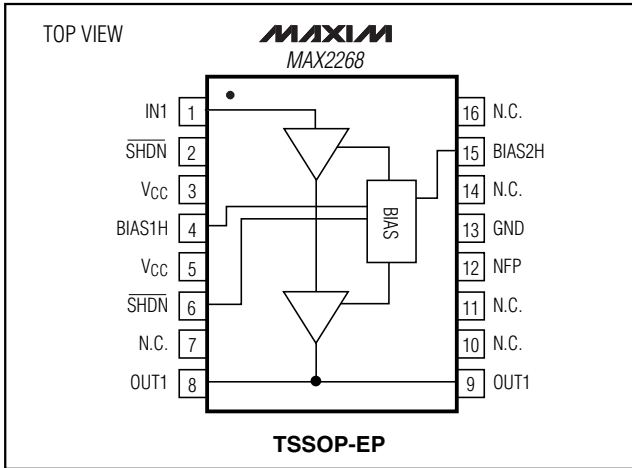 TOP VIEW
MAXIM
MAX2268
IN1 1
SHDN 2
VCC 3
BIAS1H 4
VCC 5
SHDN 6
N.C. 7
OUT1 8
16 N.C.
15 BIAS2H
14 N.C.
13 GND
12 NFP
11 N.C.
10 N.C.
9 OUT1
BIAS
TSSOP-EP